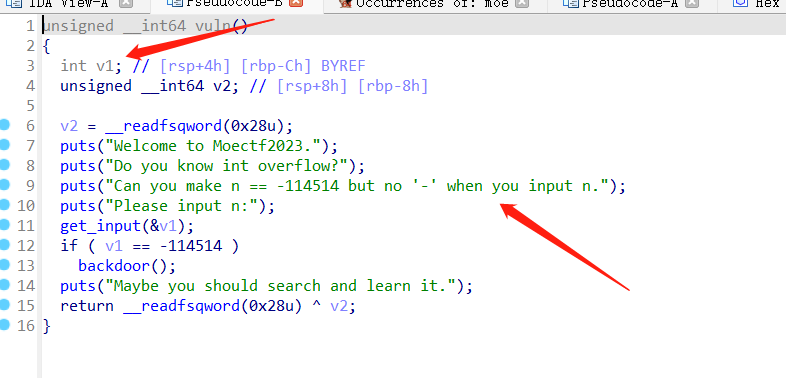 IDA View-A Pseudocode-B Occurrences of: moe Pseudocode-A Hex
1 unsigned __int64 vuln()
2 {
3 int v1; // [rsp+4h] [rbp-Ch] BYREF
4 unsigned __int64 v2; // [rsp+8h] [rbp-8h]
5
6 v2 = __readfsqword(0x28u);
7 puts("Welcome to Moectf2023.");
8 puts("Do you know int overflow?");
9 puts("Can you make n == -114514 but no '-' when you input n.");
10 puts("Please input n:");
11 get_input(&v1);
12 if ( v1 == -114514 )
13 backdoor();
14 puts("Maybe you should search and learn it.");
15 return __readfsqword(0x28u) ^ v2;
16 }